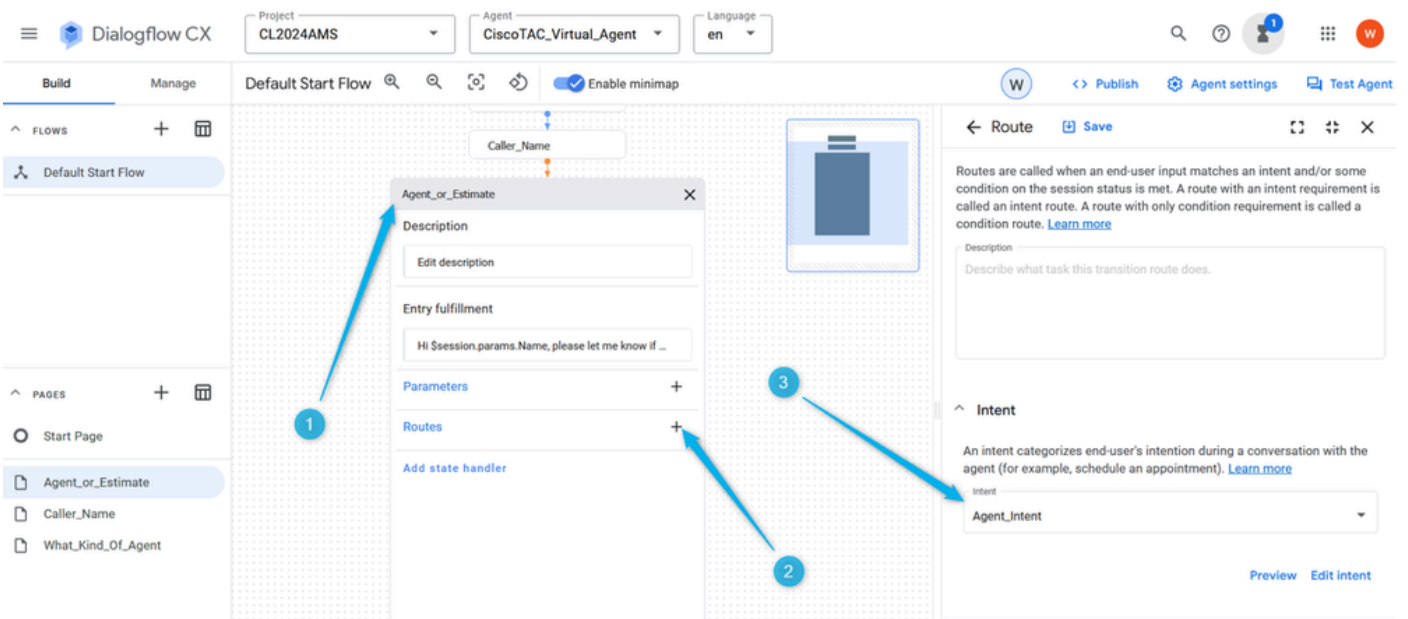 Dialogflow CX
Project
CL2024AMS
Agent
CiscoTAC_Virtual_Agent
Language
en
1
W
Build
Manage
Default Start Flow
Enable minimap
W
<> Publish
Agent settings
Test Agent
FLOWS
Default Start Flow
PAGES
Start Page
Agent_or_Estimate
Caller_Name
What_Kind_Of_Agent
Caller_Name
Agent_or_Estimate
Description
Edit description
Entry fulfillment
Hi $session.params.Name, please let me know if ...
Parameters
Routes
Add state handler
1
2
3
Route
Save
Routes are called when an end-user input matches an intent and/or some
condition on the session status is met. A route with an intent requirement is
called an intent route. A route with only condition requirement is called a
condition route. Learn more
Description
Describe what task this transition route does.
Intent
An intent categorizes end-user's intention during a conversation with the
agent (for example, schedule an appointment). Learn more
Intent
Agent_Intent
Preview
Edit intent